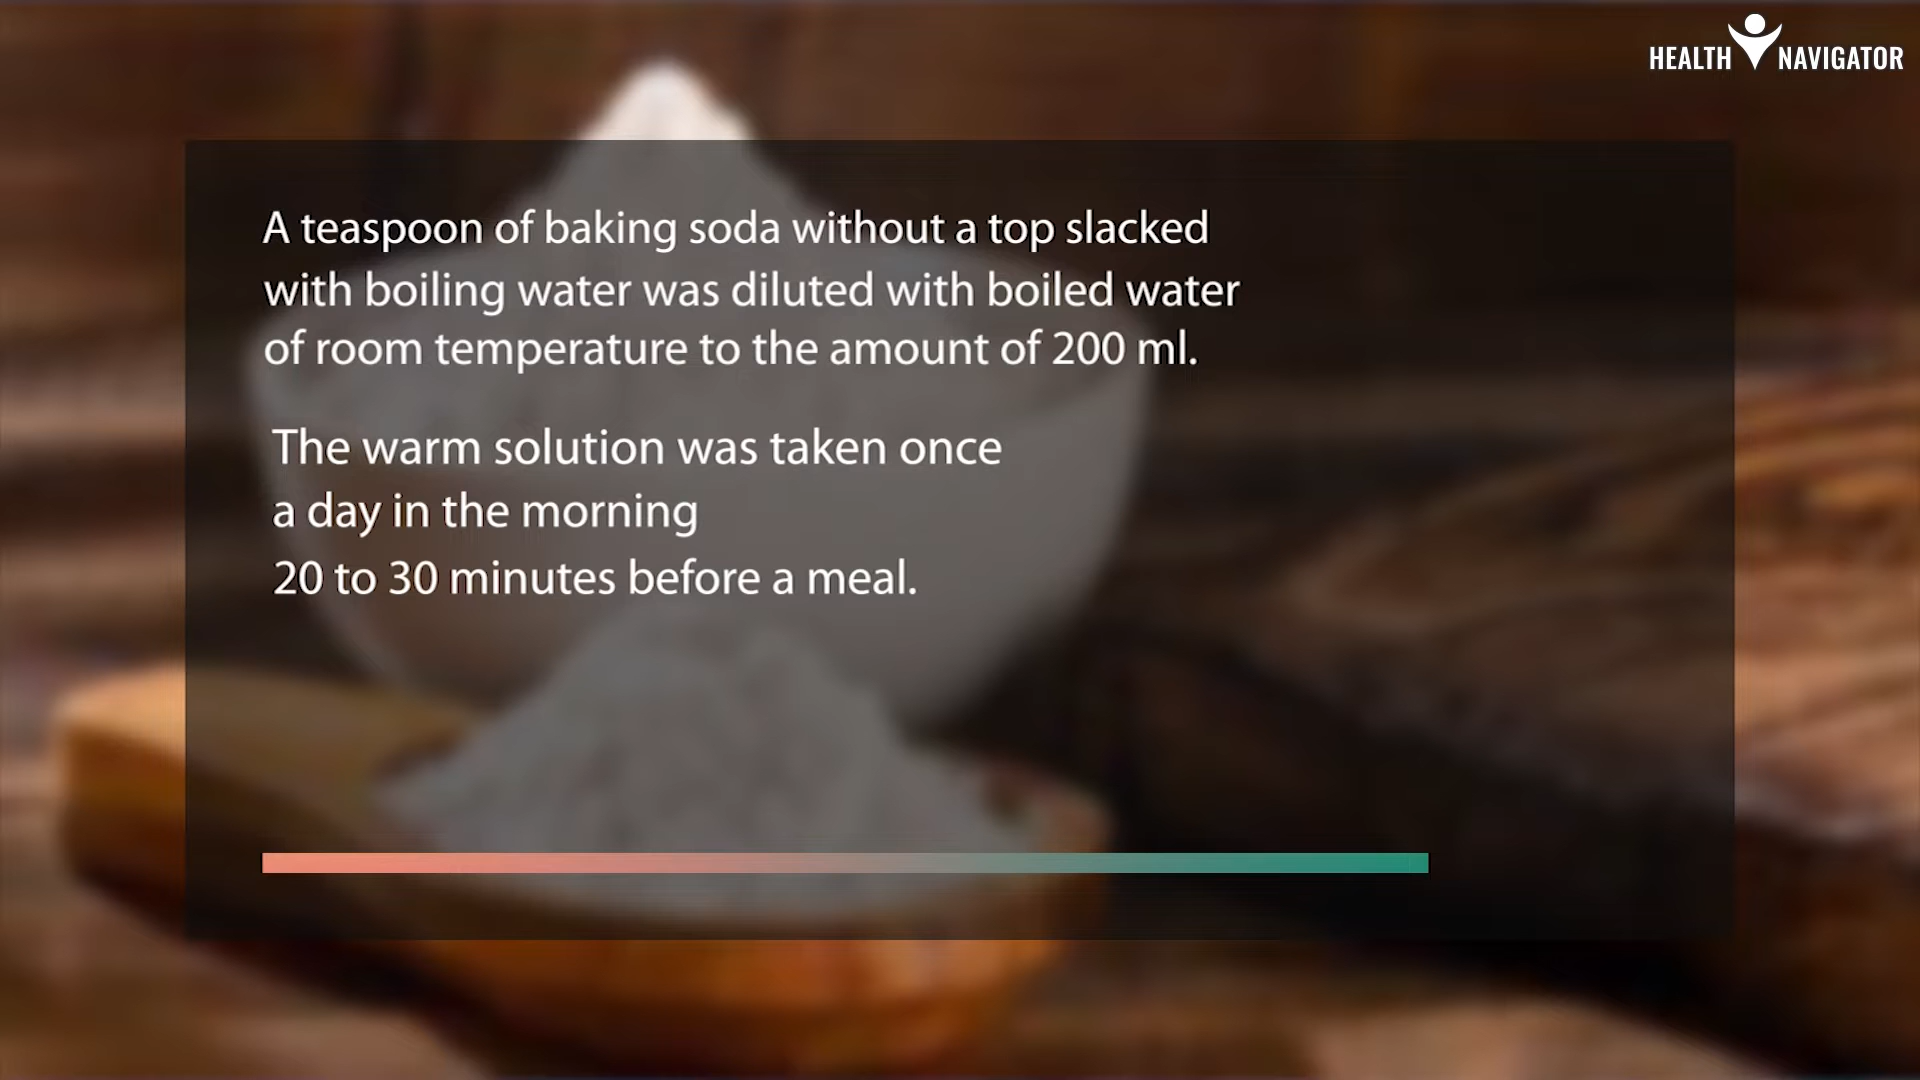 HEALTH NAVIGATOR
A teaspoon of baking soda without a top slacked
with boiling water was diluted with boiled water
of room temperature to the amount of 200 ml.
The warm solution was taken once
a day in the morning
20 to 30 minutes before a meal.